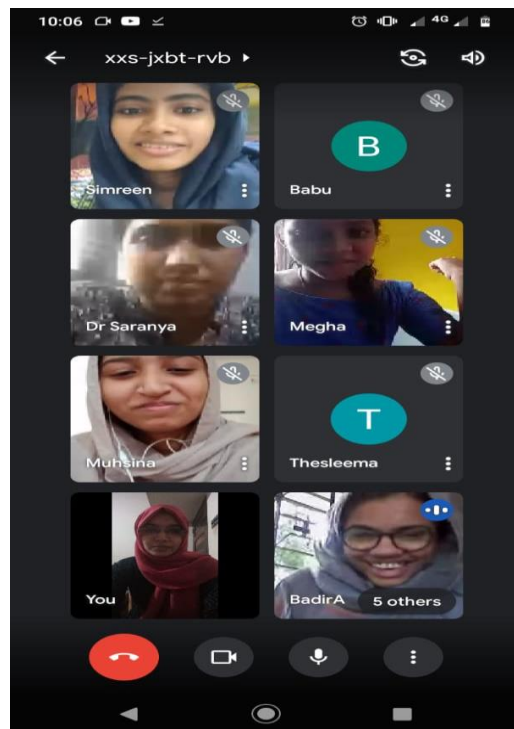 10:06 4G
xxs-jxbt-rvb
B
Simreen Babu
Dr Saranya Megha
T
Muhsina Thesleema
You BadirA 5 others